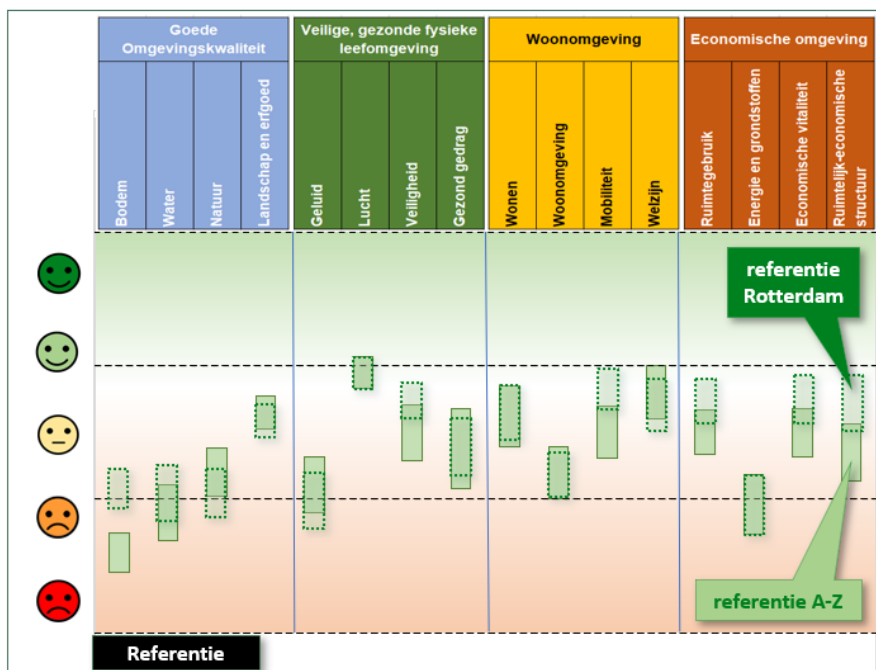 Goede
Omgevingskwaliteit
Veilige, gezonde fysieke
leefomgeving
Woonomgeving
Economische omgeving
Bodem
Water
Natuur
Landschap en erfgoed
Geluid
Lucht
Veiligheid
Gezond gedrag
Wonen
Woonomgeving
Mobiliteit
Welzijn
Ruimtegebruik
Energie en grondstoffen
Economische vitaliteit
Ruimtelijk-economische
structuur
referentie
Rotterdam
referentie A-Z
Referentie